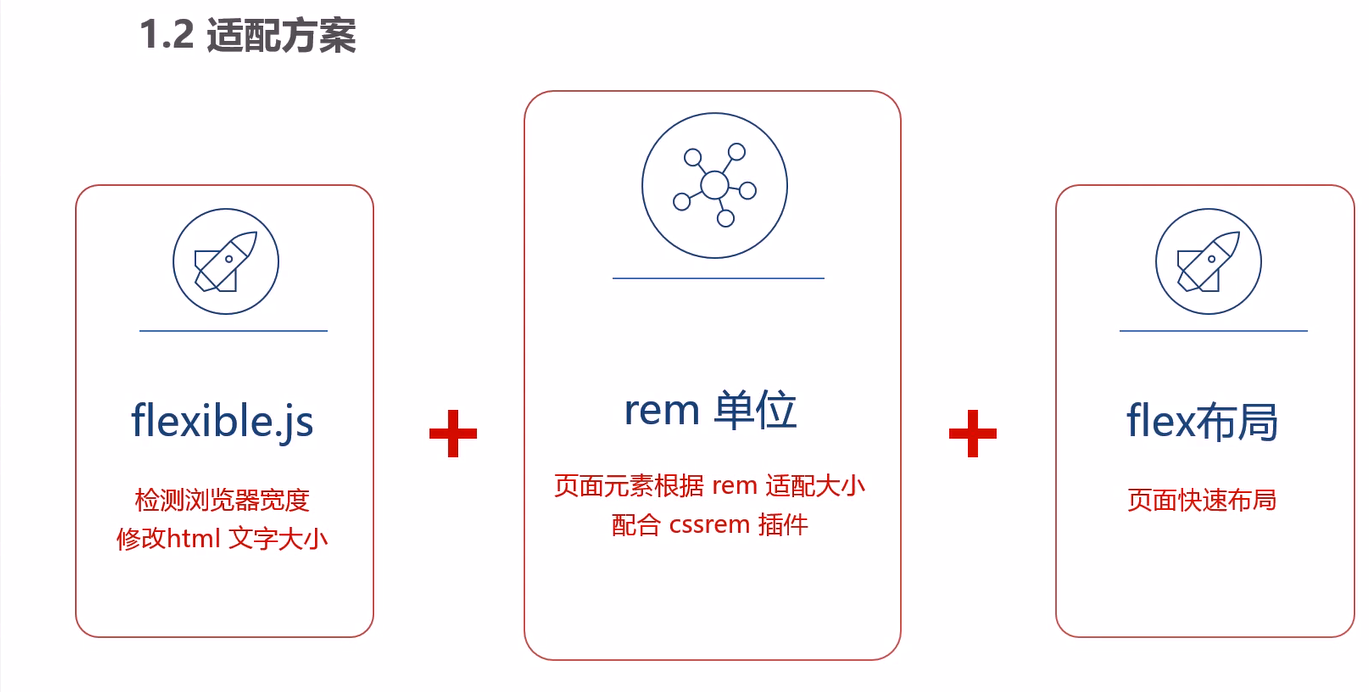 1.2 适配方案
flexible.js
检测浏览器宽度
修改html 文字大小
+
rem 单位
页面元素根据 rem 适配大小
配合 cssrem 插件
+
flex布局
页面快速布局